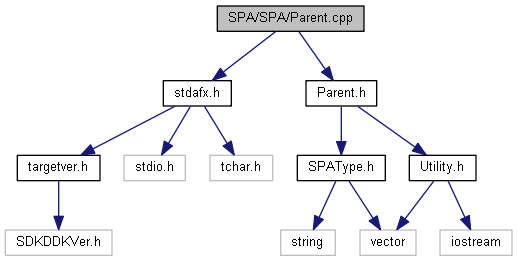 SPA/SPA/Parent.cpp
stdafx.h
Parent.h
targetver.h
stdio.h
tchar.h
SPAType.h
Utility.h
SDKDDKVer.h
string
vector
iostream